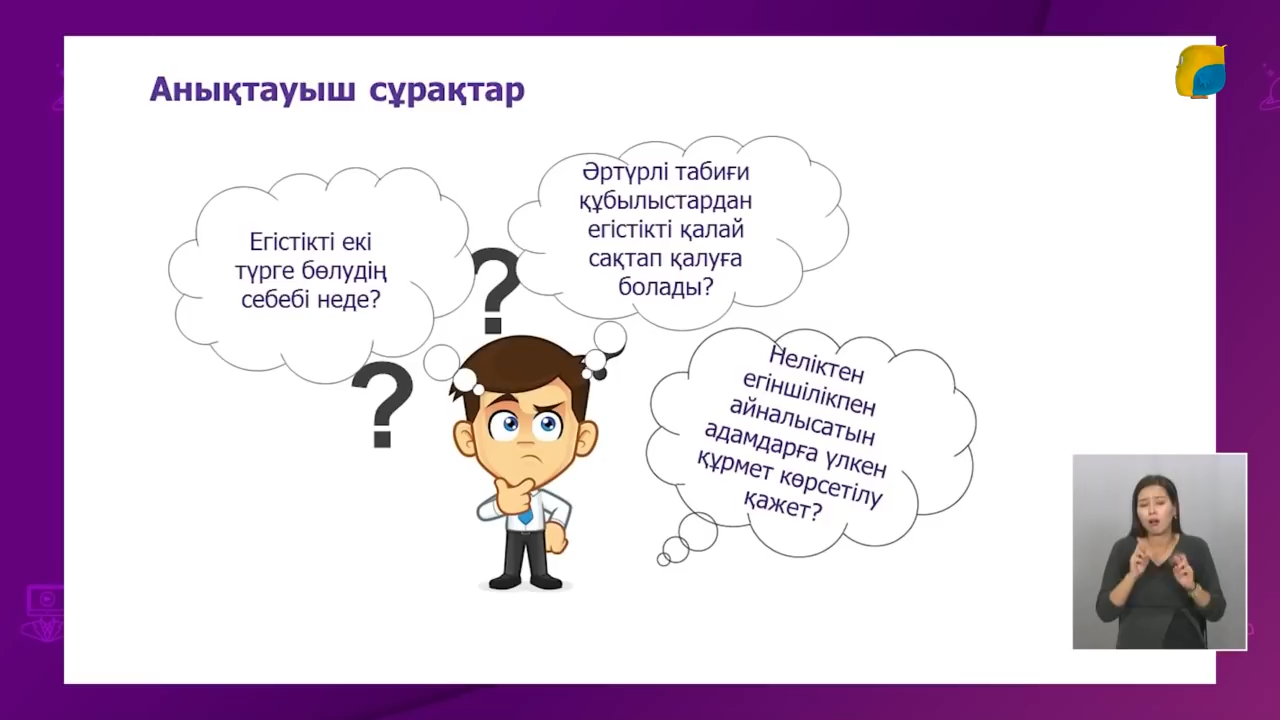 Анықтауыш сұрақтар
Егістікті екі
түрге бөлудің
себебі неде?
Әртүрлі табиғи
құбылыстардан
егістікті қалай
сақтап қалуға
болады?
Неліктен
егіншілікпен
айналысатын
адамдарға үлкен
құрмет көрсетілу
қажет?